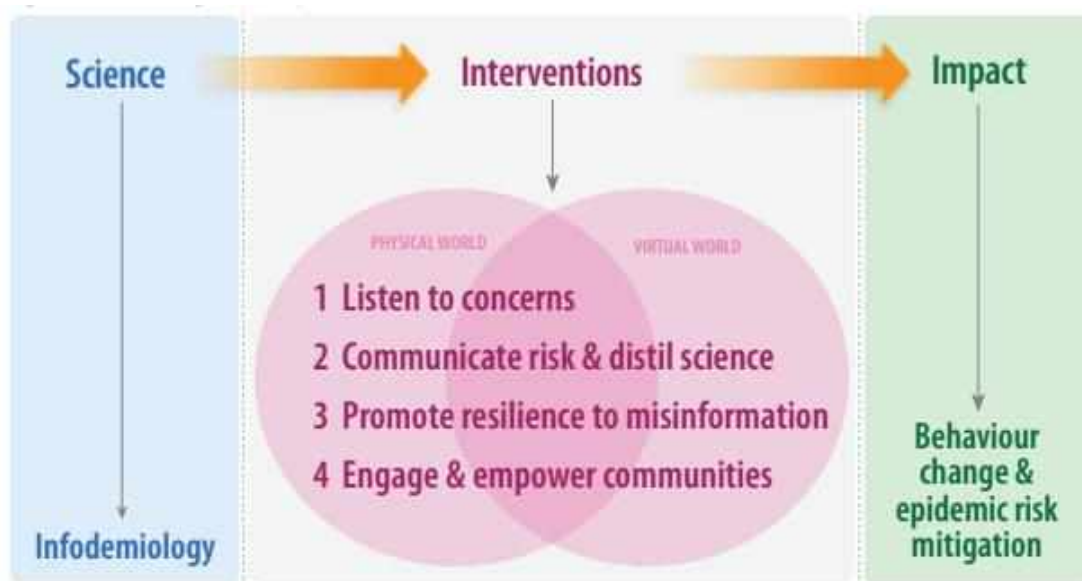 Science
Interventions
Impact
PHYSICAL WORLD
VIRTUAL WORLD
1 Listen to concerns
2 Communicate risk & distil science
3 Promote resilience to misinformation
4 Engage & empower communities
Infodemiology
Behaviour
change &
epidemic risk
mitigation